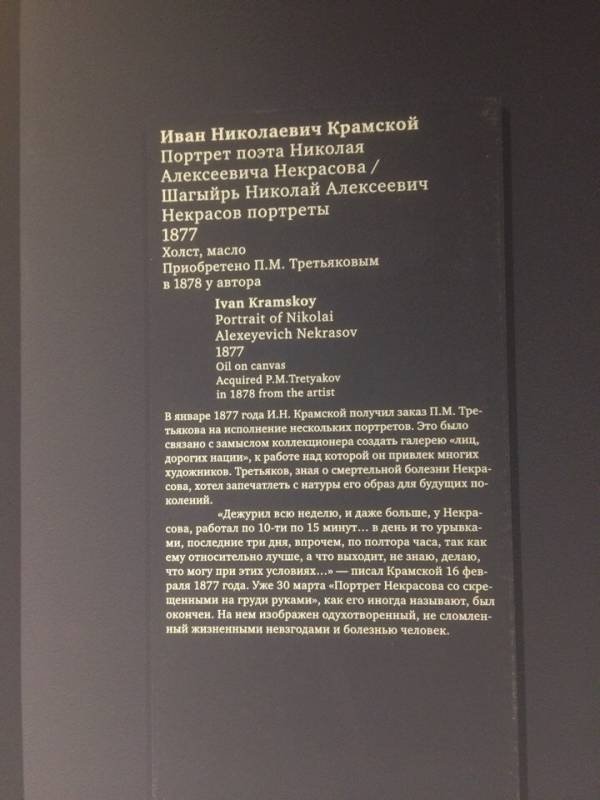 Иван Николаевич Крамской
Портрет поэта Николая
Алексеевича Некрасова /
Шагыйрь Николай Алексеевич
Некрасов портреты
1877
Холст, масло
Приобретено П.М. Третьяковым
в 1878 у автора
Ivan Kramskoy
Portrait of Nikolai
Alexeyevich Nekrasov
1877
Oil on canvas
Acquired P.M.Tretyakov
in 1878 from the artist
В январе 1877 года И.Н. Крамской получил заказ П.М. Тре-
тьякова на исполнение нескольких портретов. Это было
связано с замыслом коллекционера создать галерею «лиц,
дорогих нации», к работе над которой он привлек многих
художников. Третьяков, зная о смертельной болезни Некра-
сова, хотел запечатлеть с натуры его образ для будущих по-
колений.
«Дежурил всю неделю, и даже больше, у Некра-
сова, работал по 10-ти по 15 минут... в день и то урывка-
ми, последние три дня, впрочем, по полтора часа, так как
ему относительно лучше, а что выходит, не знаю, делаю,
что могу при этих условиях...» — писал Крамской 16 фев-
раля 1877 года. Уже 30 марта «Портрет Некрасова со скре-
щенными на груди руками», как его иногда называют, был
окончен. На нем изображен одухотворенный, не сломлен-
ный жизненными невзгодами и болезнью человек.